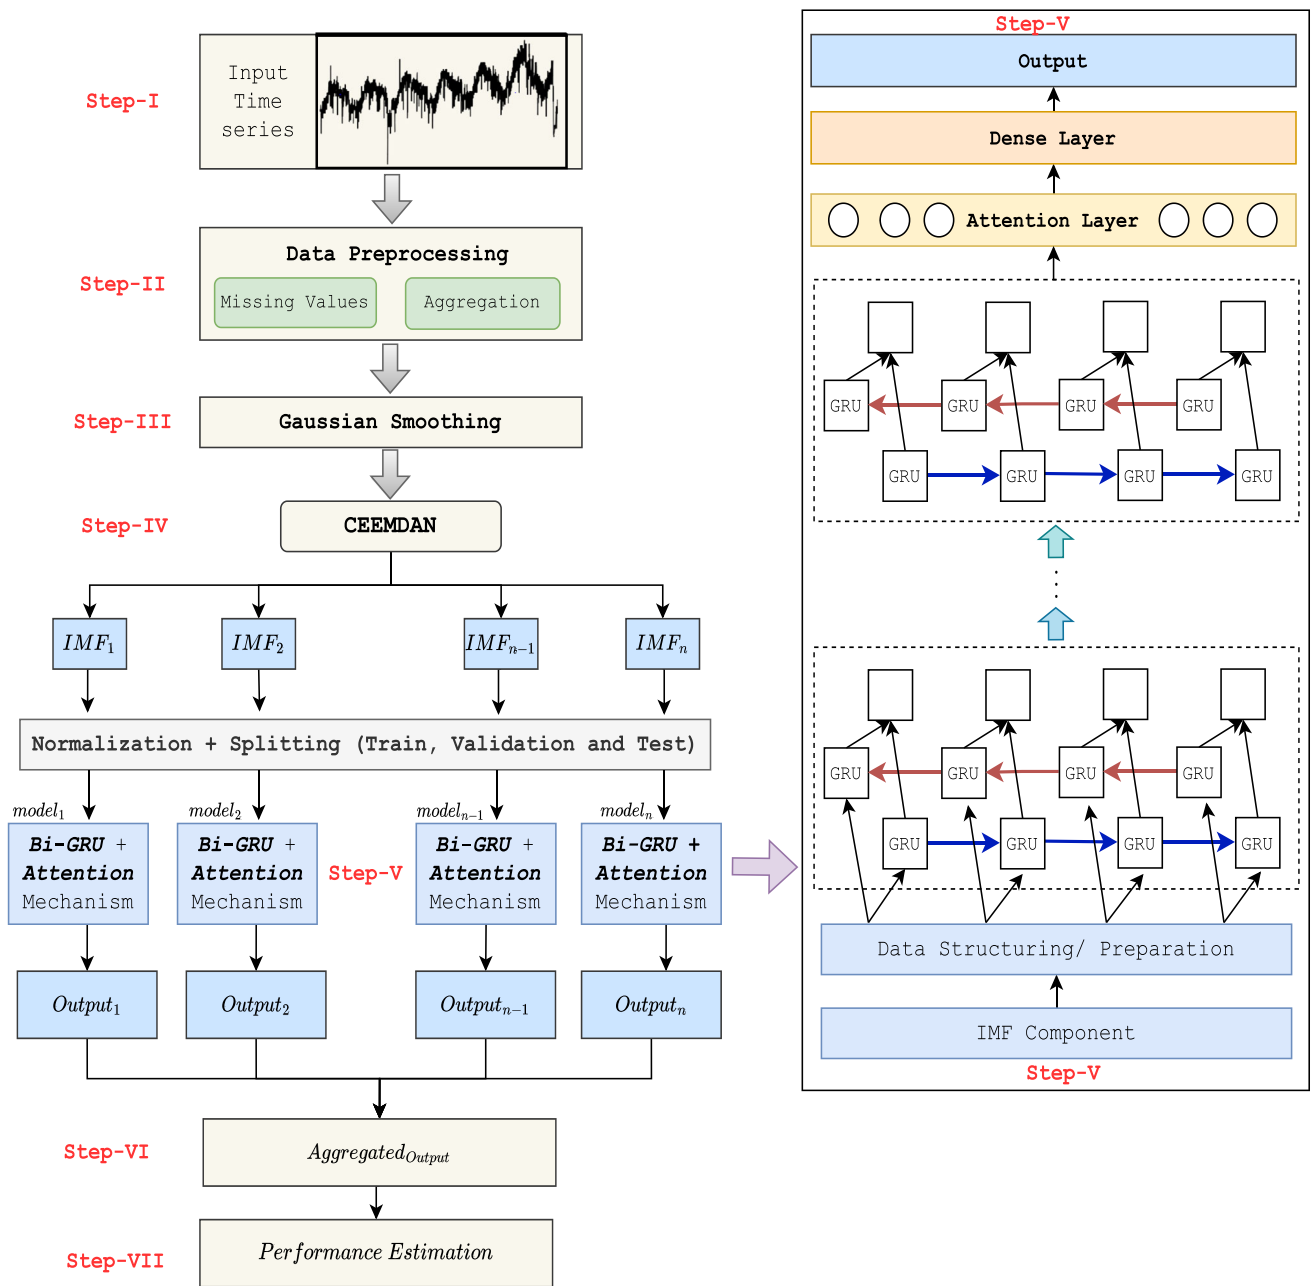 Step-I
Input
Time
series
Step-II
Data Preprocessing
Missing Values
Aggregation
Step-III
Gaussian Smoothing
Step-IV
CEEMDAN
IMF₁
IMF₂
IMFₙ₋₁
IMFₙ
Normalization + Splitting (Train, Validation and Test)
model₁
model₂
modelₙ₋₁
modelₙ
Bi-GRU +
Attention
Mechanism
Bi-GRU +
Attention
Mechanism
Step-V
Bi-GRU +
Attention
Mechanism
Bi-GRU +
Attention
Mechanism
Output₁
Output₂
Outputₙ₋₁
Outputₙ
Step-VI
Aggregated_Output
Step-VII
Performance Estimation
Step-V
Output
Dense Layer
Attention Layer
GRU GRU GRU GRU
GRU GRU GRU GRU
GRU GRU GRU GRU
GRU GRU GRU GRU
Data Structuring/ Preparation
IMF Component
Step-V